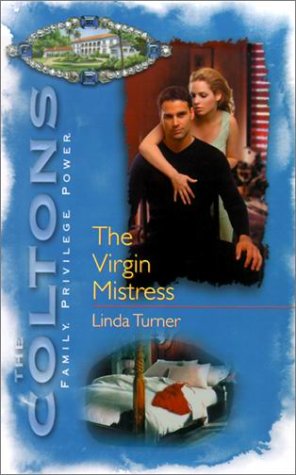 THE
COLTONS
FAMILY. PRIVILEGE. POWER.
The
Virgin
Mistress
Linda Turner